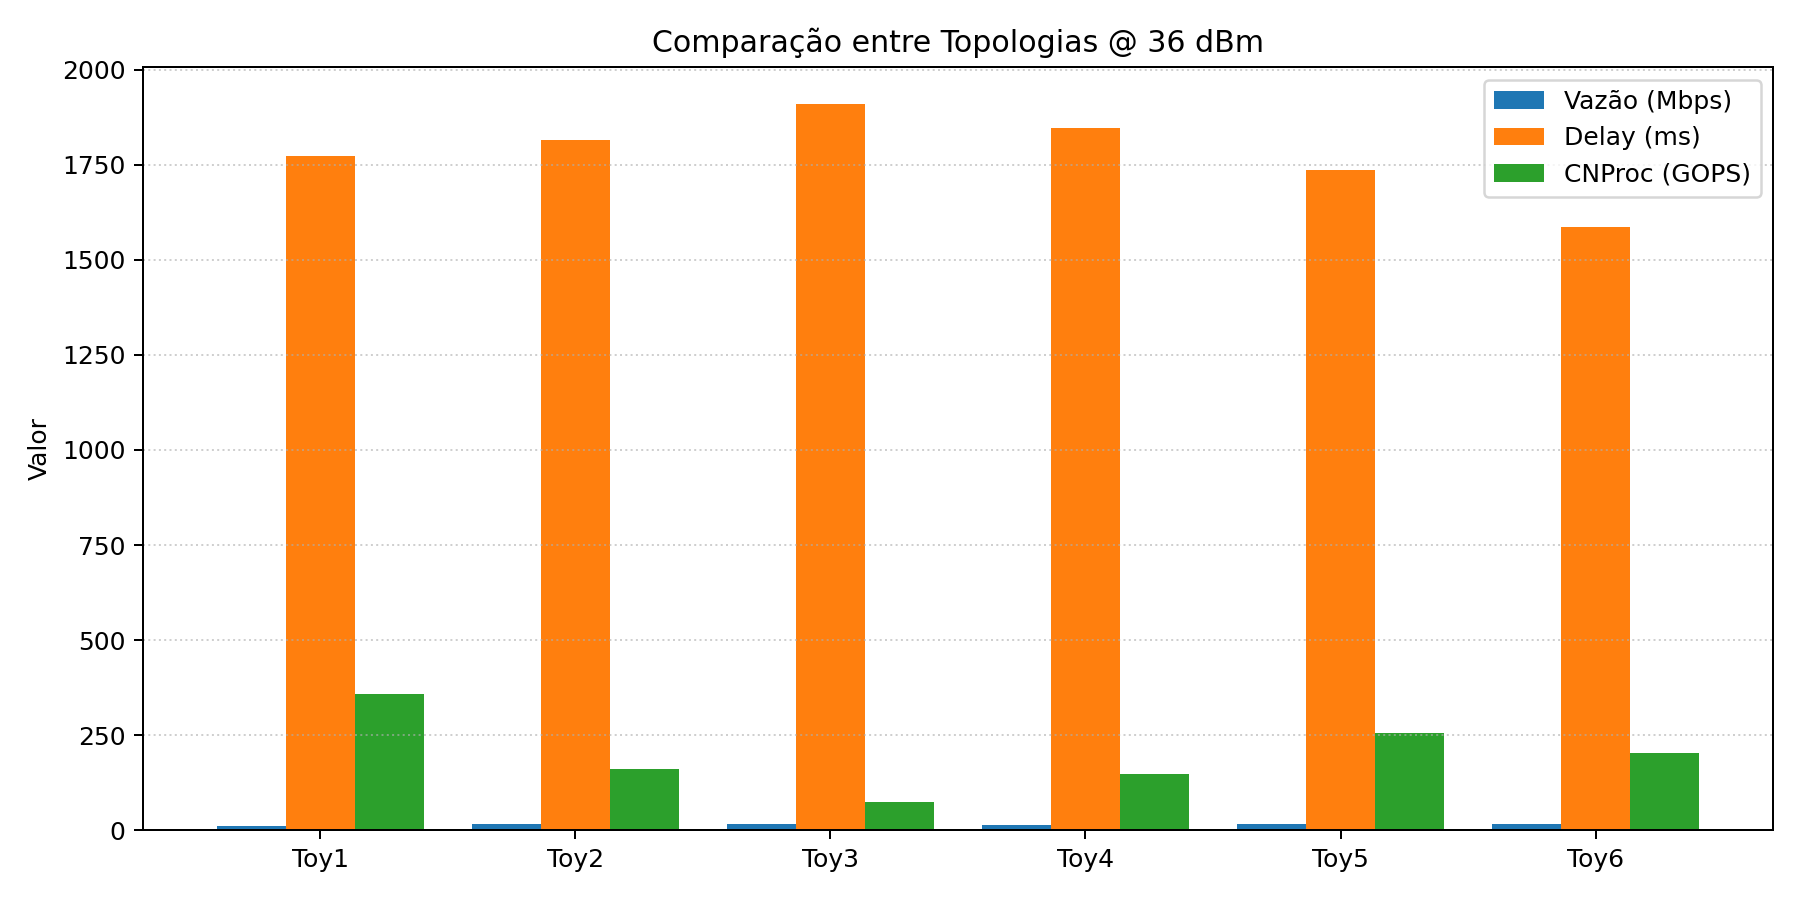 Comparação entre Topologias @ 36 dBm
2000
1750
1500
1250
1000
750
500
250
0
Valor
Vazão (Mbps)
Delay (ms)
CNProc (GOPS)
Toy1 Toy2 Toy3 Toy4 Toy5 Toy6